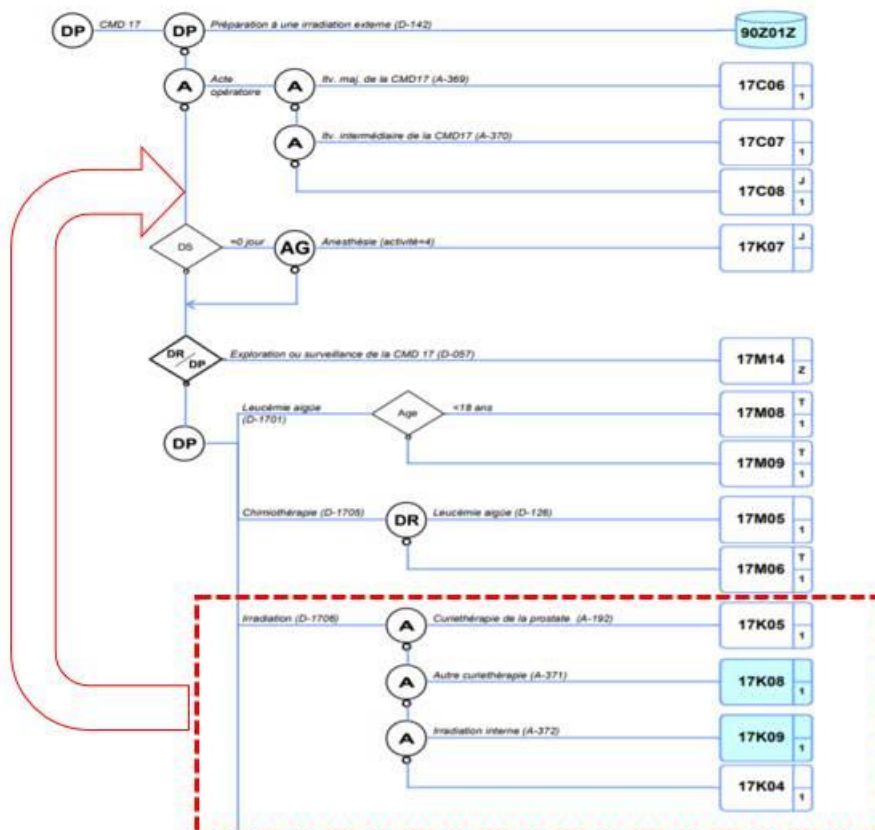 DP CMD 17 DP Préparation à une irradiation externe (D-142) 90Z01Z
A Acte opératoire A Itv. maj. de la CMD17 (A-369) 17C06 1
A Itv. intermédiaire de la CMD17 (A-370) 17C07 1
17C08 J 1
DS =0 jour AG Anesthésie (activité=4) 17K07 J
DR / DP Exploration ou surveillance de la CMD 17 (D-057) 17M14 Z
DP
Leucémie aigüe (D-1701) Age <18 ans 17M08 T 1
17M09 T 1
Chimiothérapie (D-1705) DR Leucémie aigüe (D-126) 17M05 1
17M06 T 1
Irradiation (D-1706) A Curiethérapie de la prostate (A-192) 17K05 1
A Autre curiethérapie (A-371) 17K08 1
A Irradiation interne (A-372) 17K09 1
17K04 1